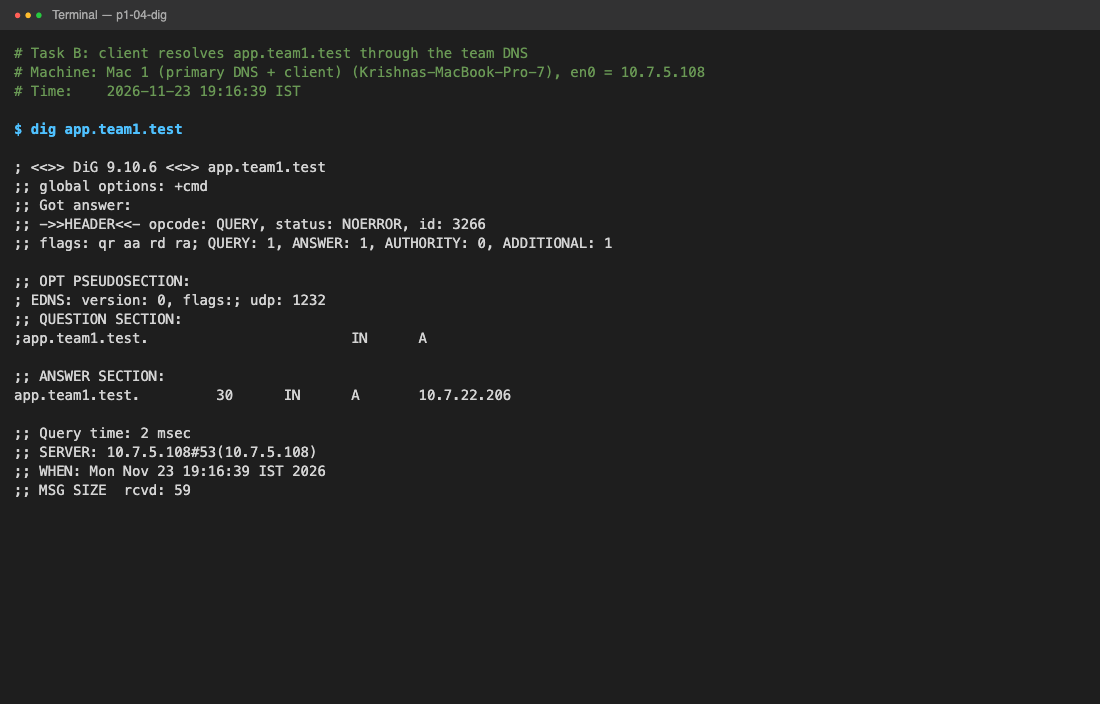 Terminal — p1-04-dig
# Task B: client resolves app.team1.test through the team DNS
# Machine: Mac 1 (primary DNS + client) (Krishnas-MacBook-Pro-7), en0 = 10.7.5.108
# Time:    2026-11-23 19:16:39 IST
$ dig app.team1.test
; <<>> DiG 9.10.6 <<>> app.team1.test
;; global options: +cmd
;; Got answer:
;; ->>HEADER<<- opcode: QUERY, status: NOERROR, id: 3266
;; flags: qr aa rd ra; QUERY: 1, ANSWER: 1, AUTHORITY: 0, ADDITIONAL: 1
;; OPT PSEUDOSECTION:
; EDNS: version: 0, flags:; udp: 1232
;; QUESTION SECTION:
;app.team1.test.                        IN      A
;; ANSWER SECTION:
app.team1.test.         30      IN      A       10.7.22.206
;; Query time: 2 msec
;; SERVER: 10.7.5.108#53(10.7.5.108)
;; WHEN: Mon Nov 23 19:16:39 IST 2026
;; MSG SIZE  rcvd: 59